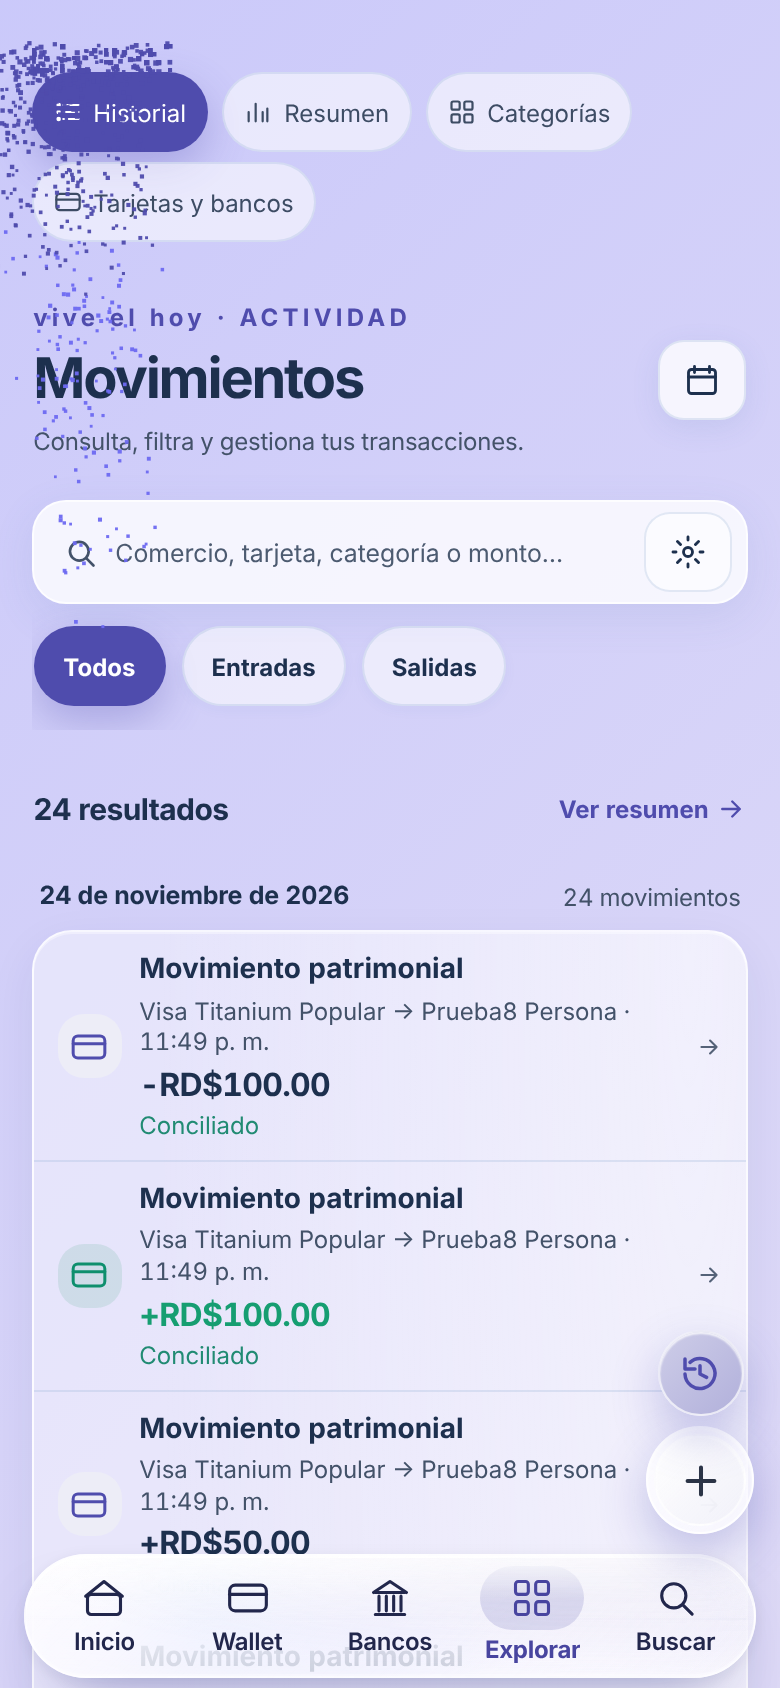 Historial
Resumen
Categorías
Tarjetas y bancos
vive el hoy · ACTIVIDAD
Movimientos
Consulta, filtra y gestiona tus transacciones.
Comercio, tarjeta, categoría o monto...
Todos
Entradas
Salidas
24 resultados
Ver resumen →
24 de noviembre de 2026
24 movimientos
Movimiento patrimonial
Visa Titanium Popular → Prueba8 Persona ·
11:49 p. m.
-RD$100.00
Conciliado
Movimiento patrimonial
Visa Titanium Popular → Prueba8 Persona ·
11:49 p. m.
+RD$100.00
Conciliado
Movimiento patrimonial
Visa Titanium Popular → Prueba8 Persona ·
11:49 p. m.
+RD$50.00
Movimiento patrimonial
Inicio
Wallet
Bancos
Explorar
Buscar